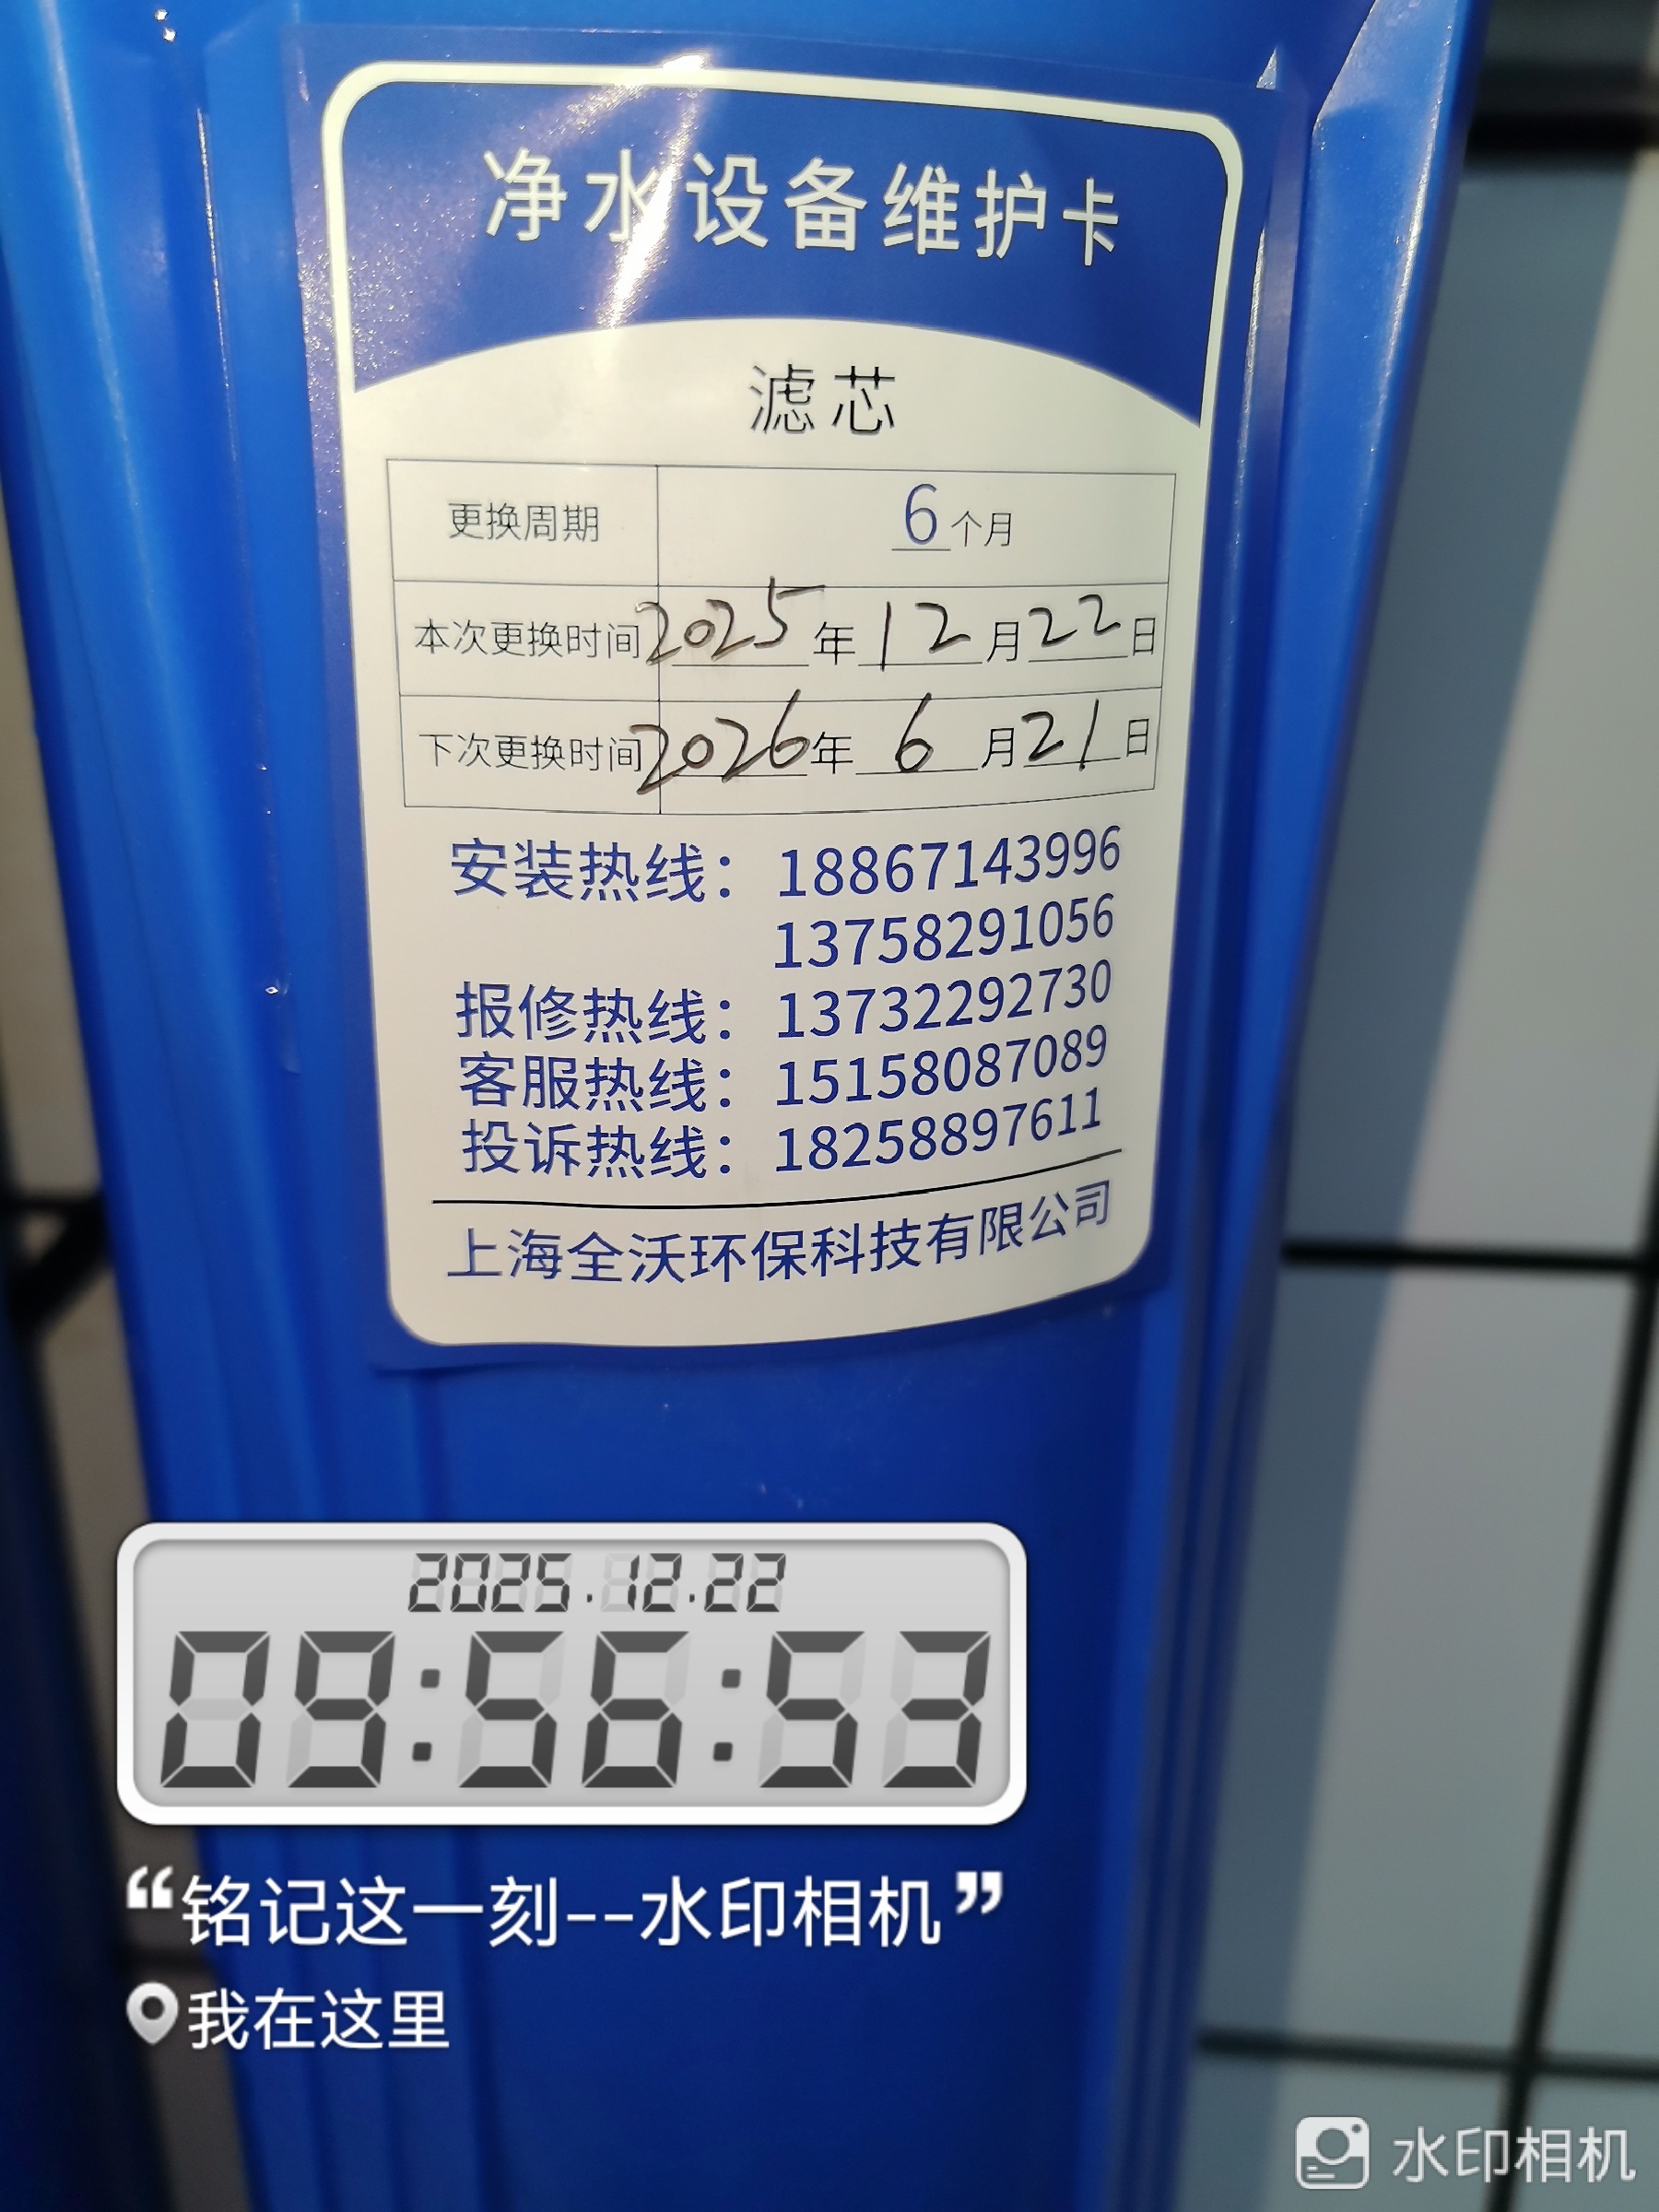 净水设备维护卡
滤芯
更换周期 6个月
本次更换时间 2025年12月22日
下次更换时间 2026年6月21日
安装热线：18867143996
13758291056
报修热线：13732292730
客服热线：15158087089
投诉热线：18258897611
上海全沃环保科技有限公司
2025.12.22
09:56:53
“铭记这一刻--水印相机”
我在这里
水印相机